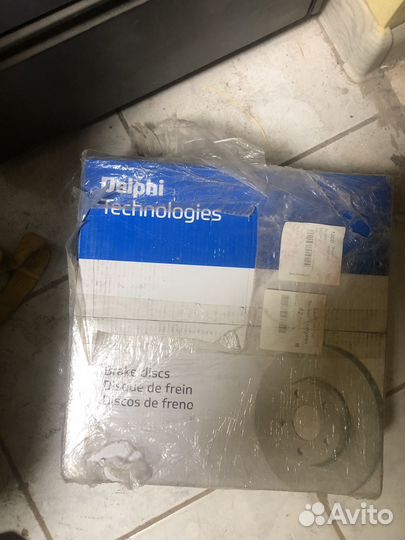 Delphi
Technologies
Brake discs
Disque de frein
Discos de freno
Avito